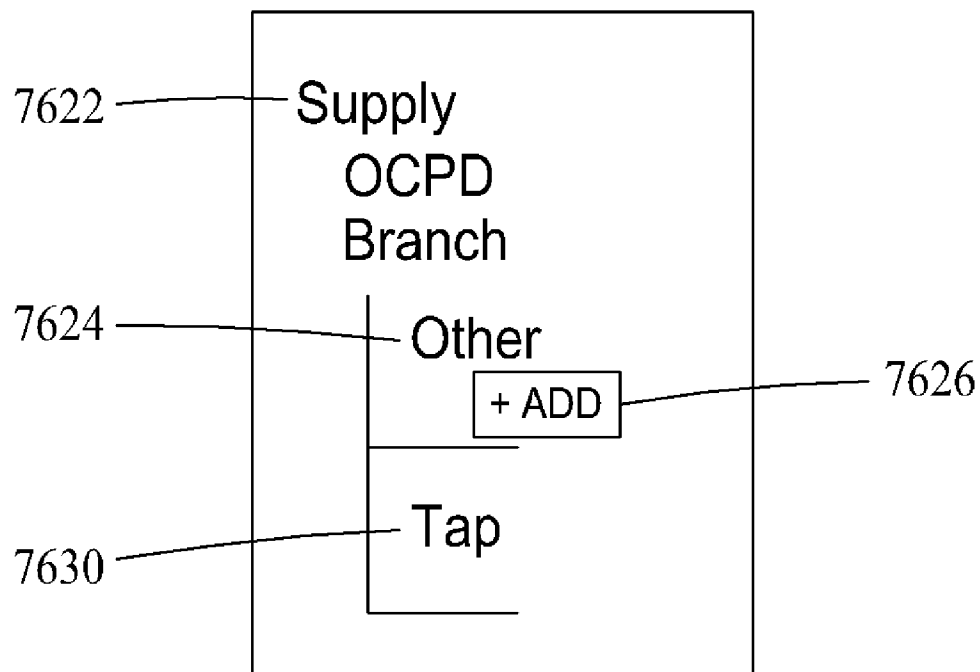 7622 Supply
OCPD
Branch
7624 Other
+ ADD 7626
7630 Tap